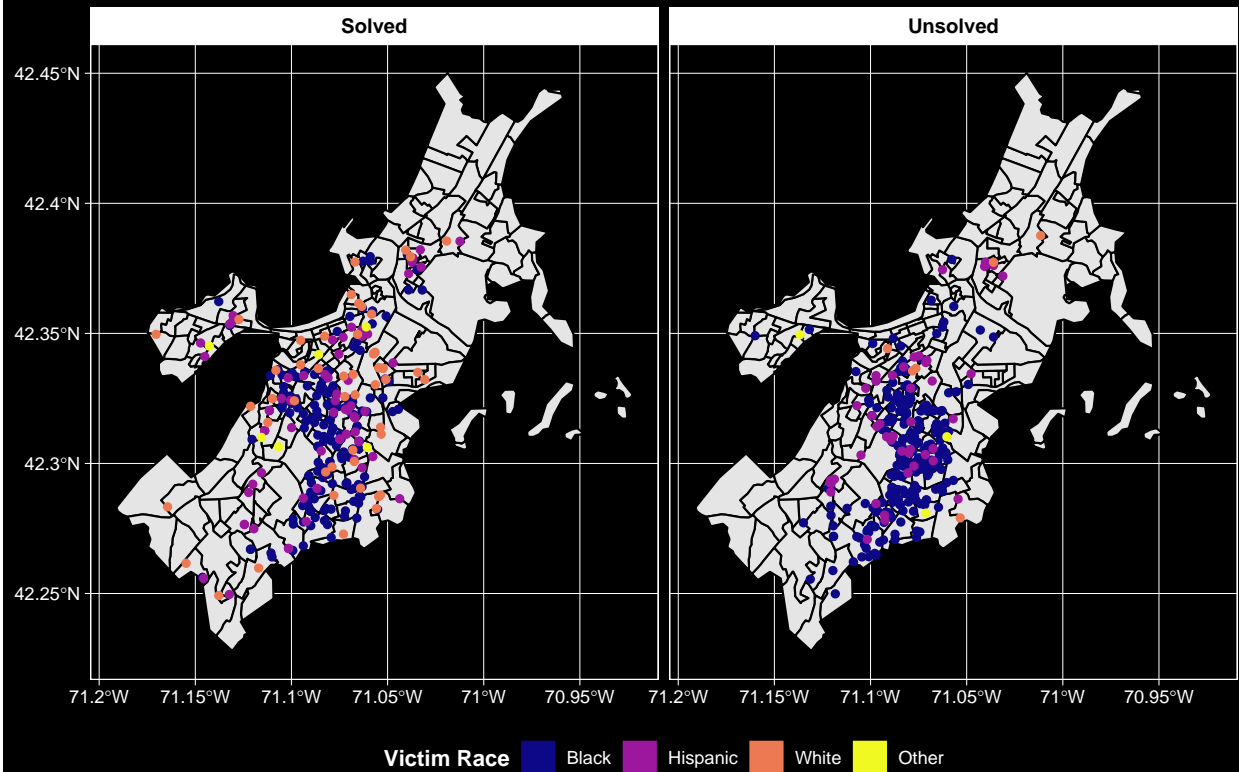 Solved Unsolved
42.45°N
42.4°N
42.35°N
42.3°N
42.25°N
71.2°W 71.15°W 71.1°W 71.05°W 71°W 70.95°W 71.2°W 71.15°W 71.1°W 71.05°W 71°W 70.95°W
Victim Race Black Hispanic White Other